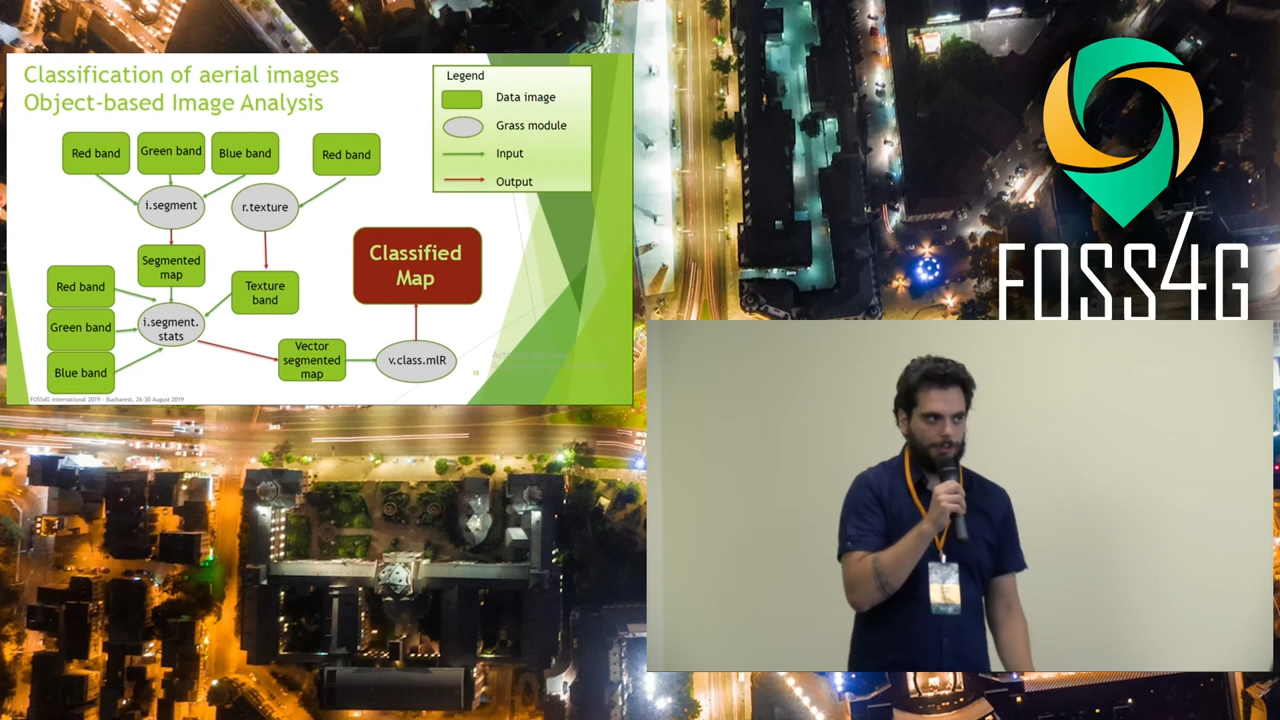 Classification of aerial images
Object-based Image Analysis
Legend
Data image
Grass module
Input
Output
Red band
Green band
Blue band
Red band
i.segment
r.texture
Segmented
map
Texture
band
Red band
Green band
Blue band
i.segment.
stats
Vector
segmented
map
v.class.mlR
Classified
Map
18
FOSS4G international 2019 - Bucharest, 26-30 August 2019
FOSS4G